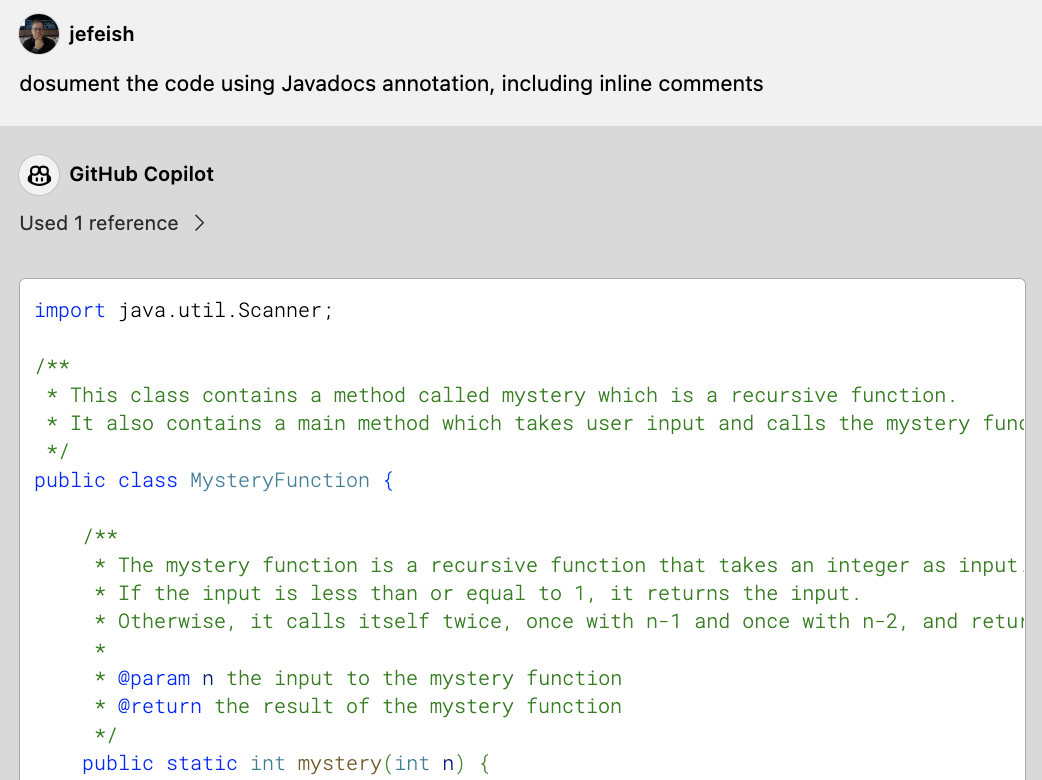 jefeish
dosument the code using Javadocs annotation, including inline comments
GitHub Copilot
Used 1 reference
import java.util.Scanner;
/**
* This class contains a method called mystery which is a recursive function.
* It also contains a main method which takes user input and calls the mystery func
*/
public class MysteryFunction {
/**
* The mystery function is a recursive function that takes an integer as input.
* If the input is less than or equal to 1, it returns the input.
* Otherwise, it calls itself twice, once with n-1 and once with n-2, and retur
*
* @param n the input to the mystery function
* @return the result of the mystery function
*/
public static int mystery(int n) {